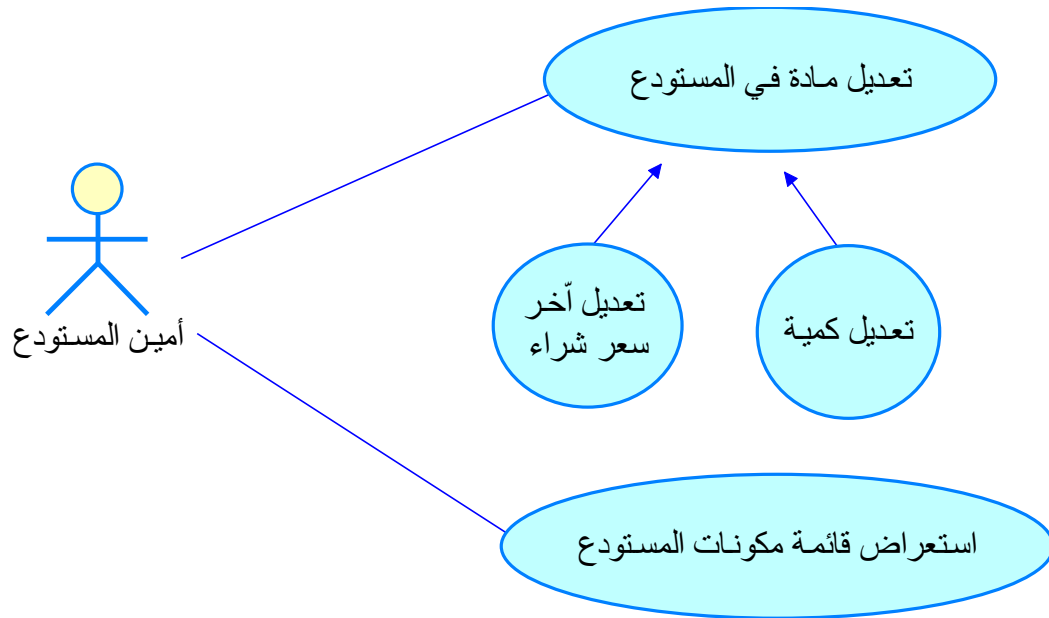 تعديل مادة في المستودع
تعديل آخر
سعر شراء
تعديل كمية
أمين المستودع
استعراض قائمة مكونات المستودع